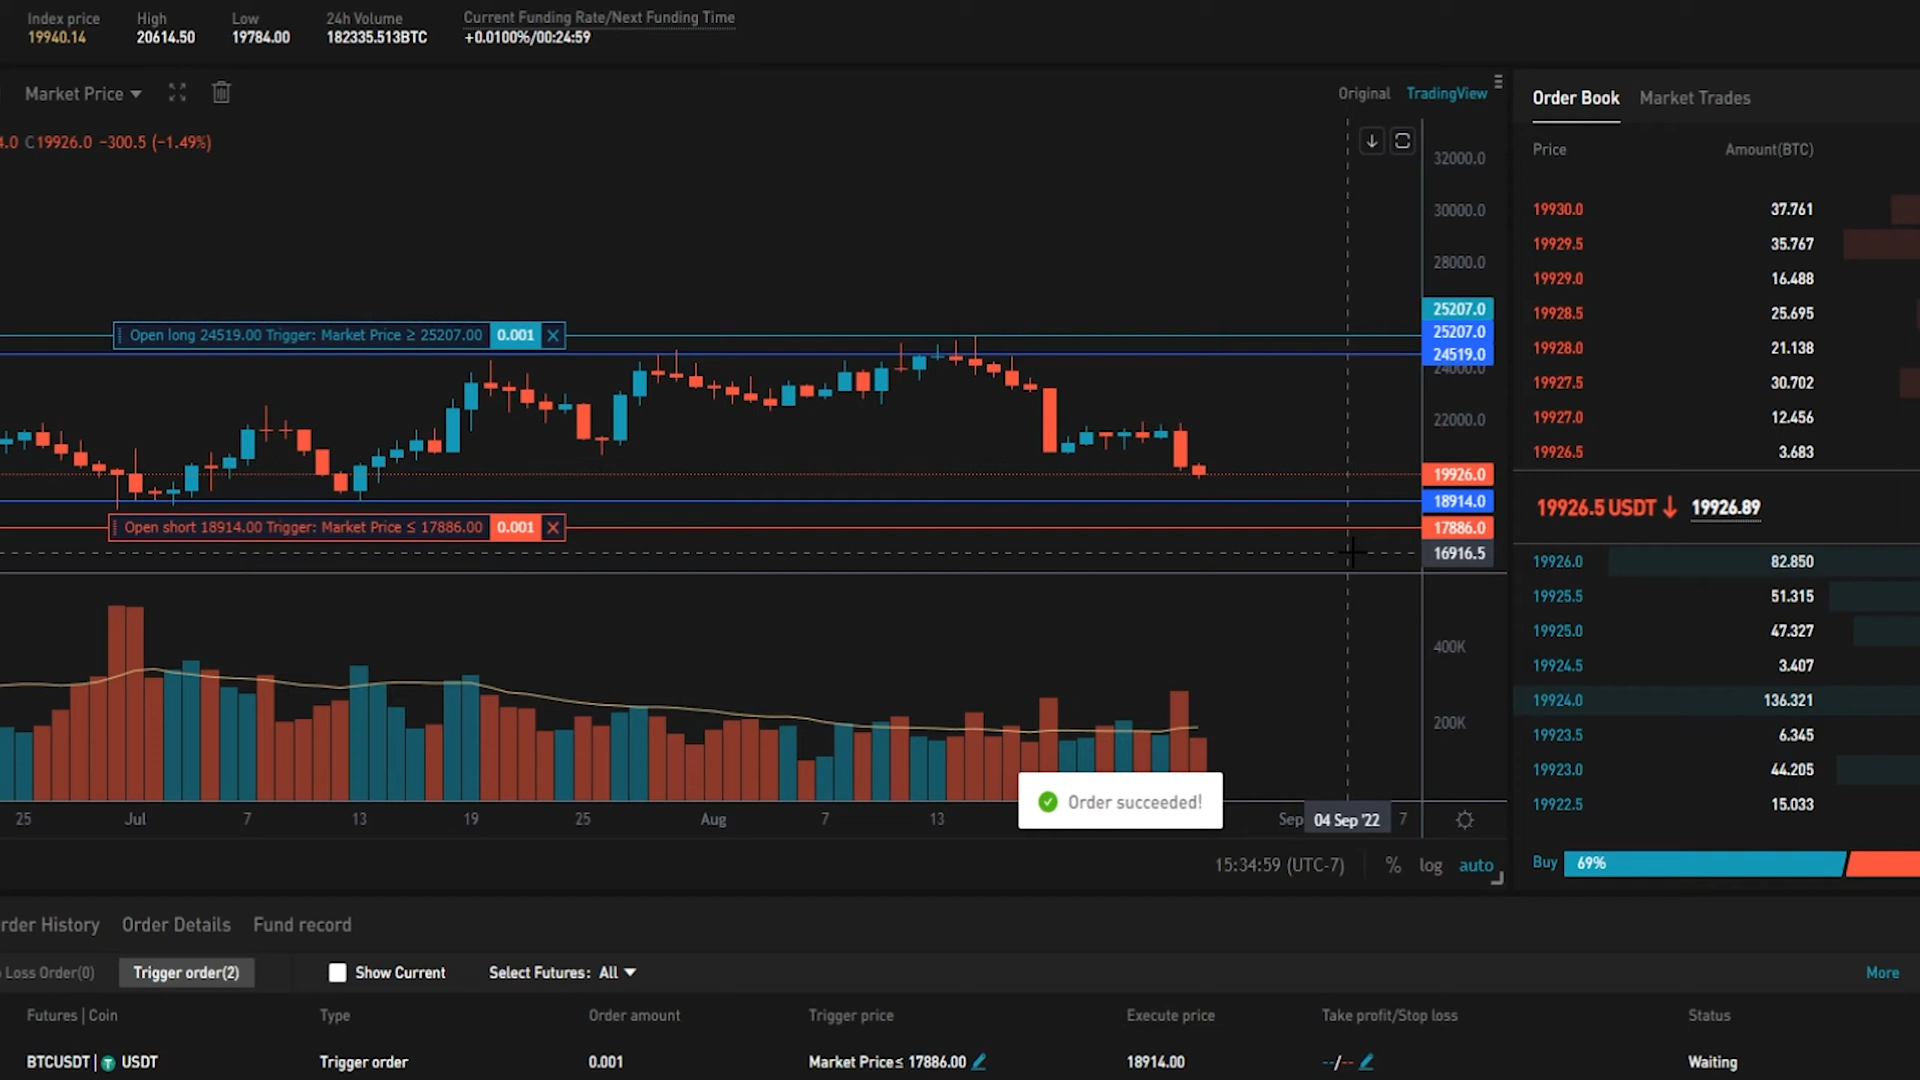 Index price High Low 24h Volume Current Funding Rate/Next Funding Time
19940.14 20614.50 19784.00 182335.513BTC +0.0100%/00:24:59
Market Price Original TradingView
4.0 C19926.0 −300.5 (−1.49%)
32000.0
30000.0
28000.0
25207.0
Open long 24519.00 Trigger: Market Price ≥ 25207.00 0.001 25207.0
24519.0
24000.0
22000.0
19926.0
18914.0
Open short 18914.00 Trigger: Market Price ≤ 17886.00 0.001 17886.0
16916.5
400K
200K
Order succeeded!
25 Jul 7 13 19 25 Aug 7 13 Sep 04 Sep '22 7
15:34:59 (UTC-7) % log auto
Order Book Market Trades
Price Amount(BTC)
19930.0 37.761
19929.5 35.767
19929.0 16.488
19928.5 25.695
19928.0 21.138
19927.5 30.702
19927.0 12.456
19926.5 3.683
19926.5 USDT ↓ 19926.89
19926.0 82.850
19925.5 51.315
19925.0 47.327
19924.5 3.407
19924.0 136.321
19923.5 6.345
19923.0 44.205
19922.5 15.033
Buy 69%
rder History Order Details Fund record
Loss Order(0) Trigger order(2) Show Current Select Futures: All More
Futures | Coin Type Order amount Trigger price Execute price Take profit/Stop loss Status
BTCUSDT | USDT Trigger order 0.001 Market Price≤ 17886.00 18914.00 --/-- Waiting